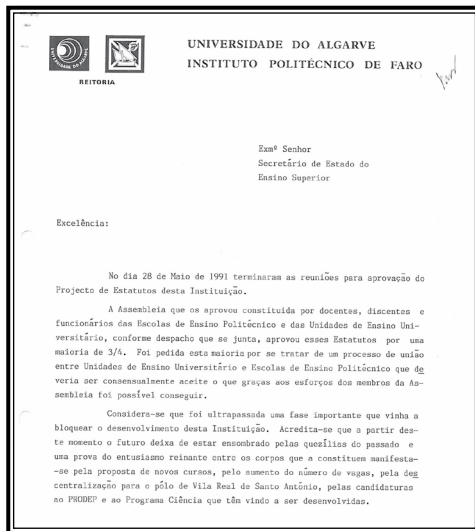 UNIVERSIDADE DO ALGARVE
INSTITUTO POLITÉCNICO DE FARO
UNIVERSIDADE DO ALGARVE
REITORIA
Exmº Senhor
Secretário de Estado do
Ensino Superior
Excelência:
No dia 28 de Maio de 1991 terminaram as reuniões para aprovação do
Projecto de Estatutos desta Instituição.
A Assembleia que os aprovou constituida por docentes, discentes e
funcionários das Escolas de Ensino Politécnico e das Unidades de Ensino Uni-
versitário, conforme despacho que se junta, aprovou esses Estatutos por uma
maioria de 3/4. Foi pedida esta maioria por se tratar de um processo de união
entre Unidades de Ensino Universitário e Escolas de Ensino Politécnico que de
veria ser consensualmente aceite o que graças aos esforços dos membros da As-
sembleia foi possível conseguir.
Considera-se que foi ultrapassada uma fase importante que vinha a
bloquear o desenvolvimento desta Instituição. Acredita-se que a partir des-
te momento o futuro deixa de estar ensombrado pelas quezílias do passado e
uma prova do entusiasmo reinante entre os corpos que a constituem manifesta-
-se pela proposta de novos cursos, pelo aumento do número de vagas, pela des
centralização para o pólo de Vila Real de Santo António, pelas candidaturas
ao PRODEP e ao Programa Ciência que têm vindo a ser desenvolvidas.